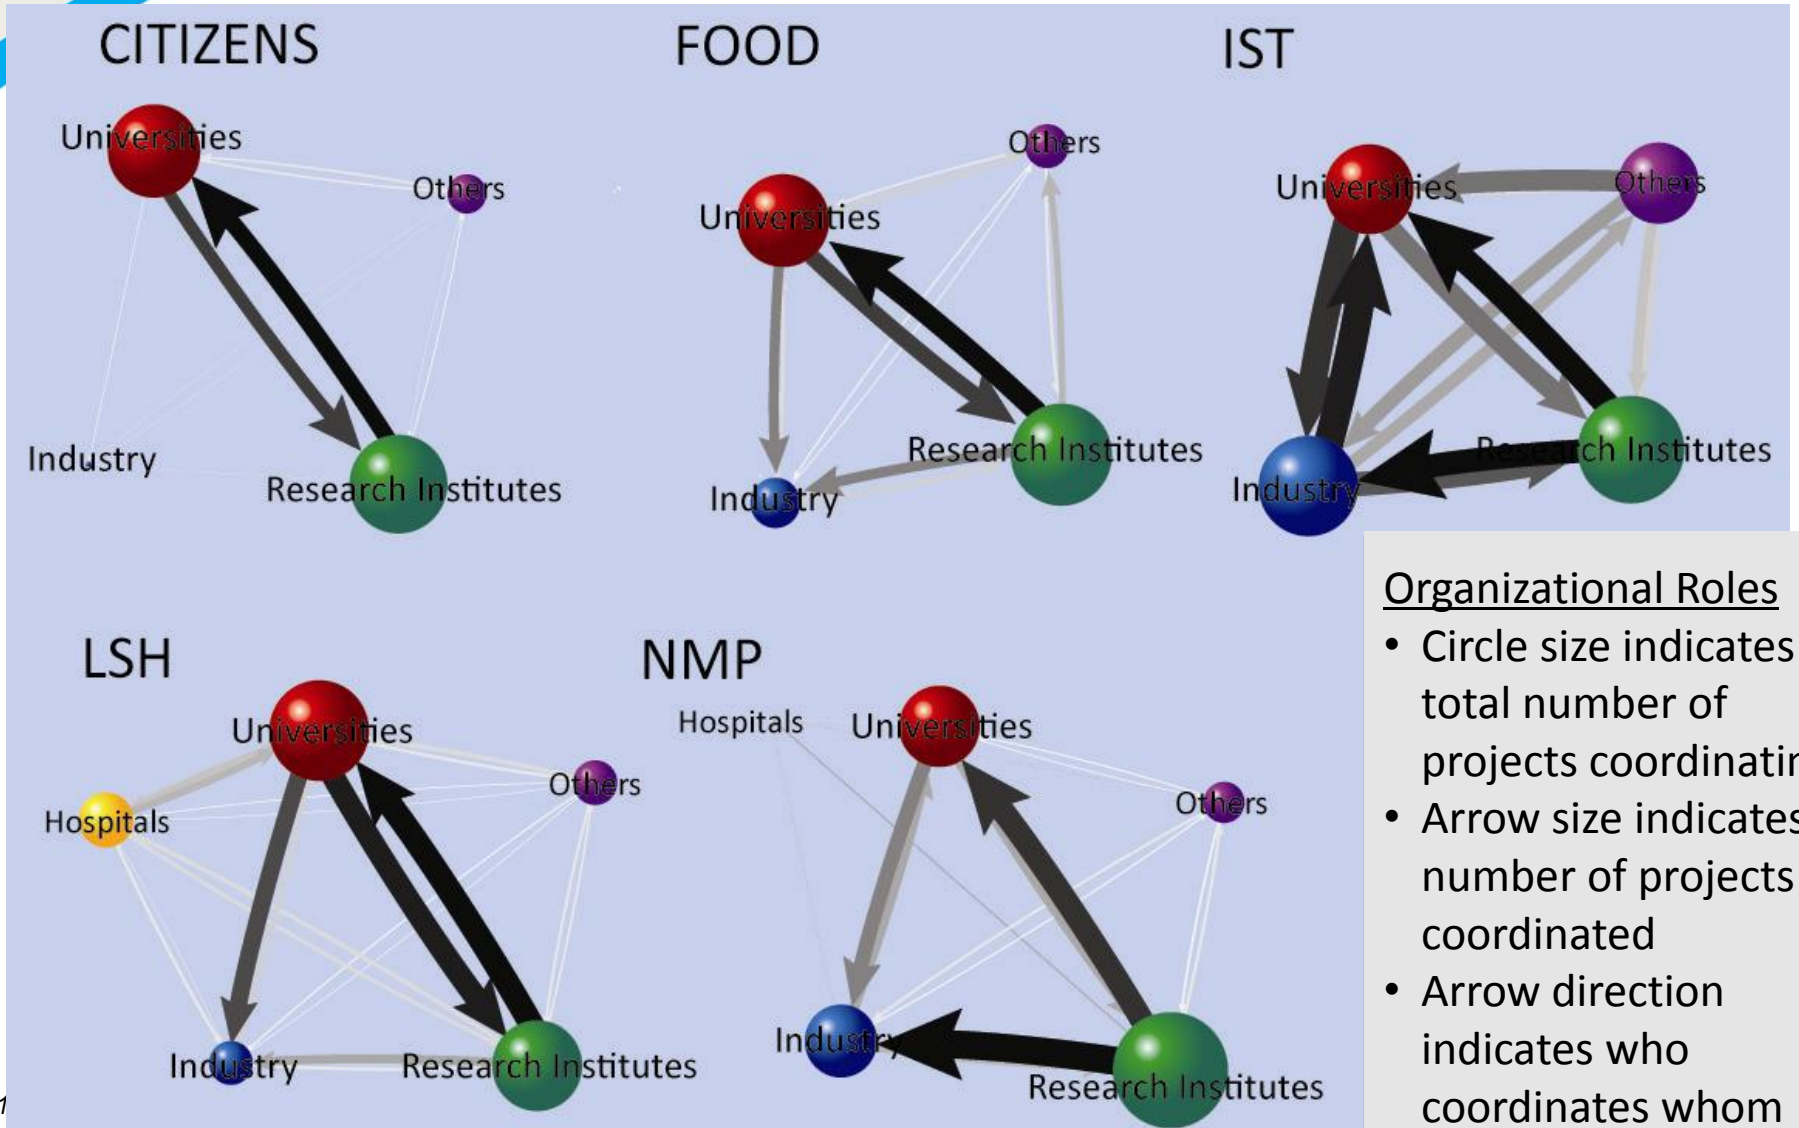 CITIZENS
Universities
Others
Industry
Research Institutes
FOOD
Others
Universities
Research Institutes
Industry
IST
Universities
Others
Research Institutes
Industry
LSH
Universities
Others
Hospitals
Industry
Research Institutes
NMP
Hospitals
Universities
Others
Industry
Research Institutes
Organizational Roles
• Circle size indicates
total number of
projects coordinatin
• Arrow size indicates
number of projects
coordinated
• Arrow direction
indicates who
coordinates whom
1